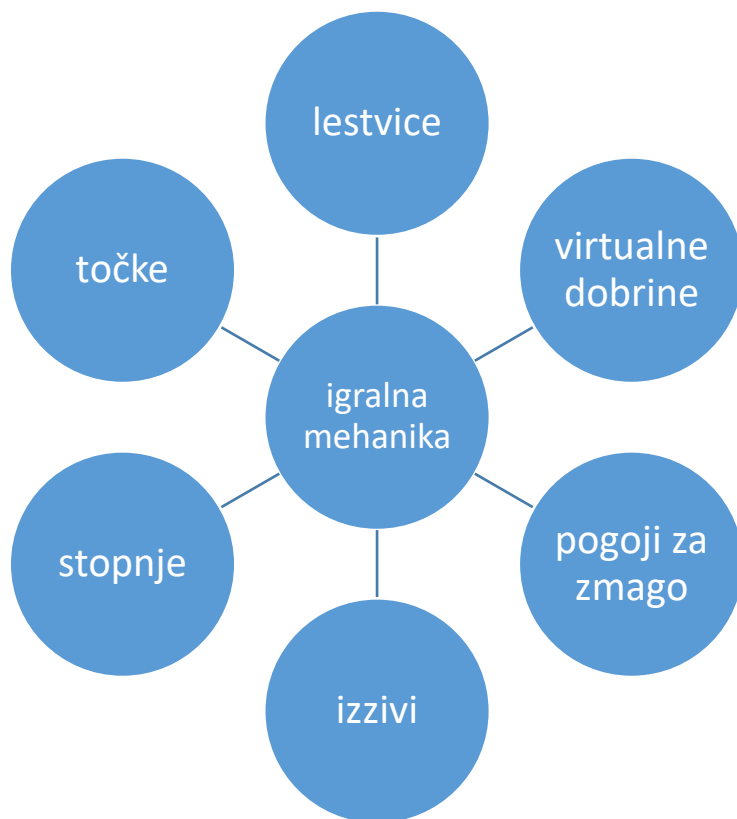 lestvice
virtualne
dobrine
točke
igralna
mehanika
pogoji za
zmago
stopnje
izzivi